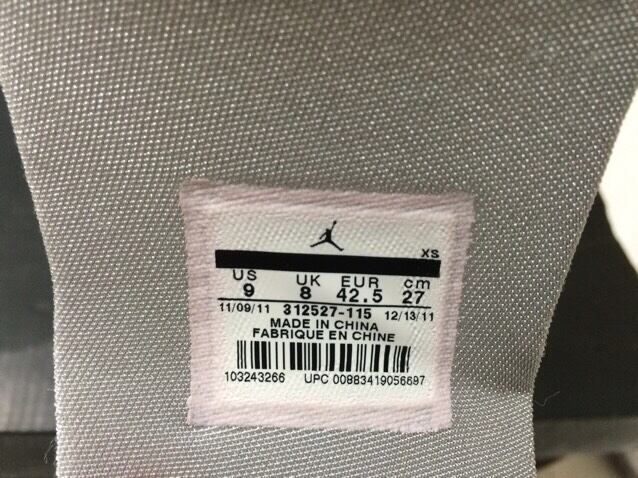 XS
US UK EUR cm
9 8 42.5 27
11/09/11 312527-115 12/13/11
MADE IN CHINA
FABRIQUE EN CHINE
103243266 UPC 00883419056697